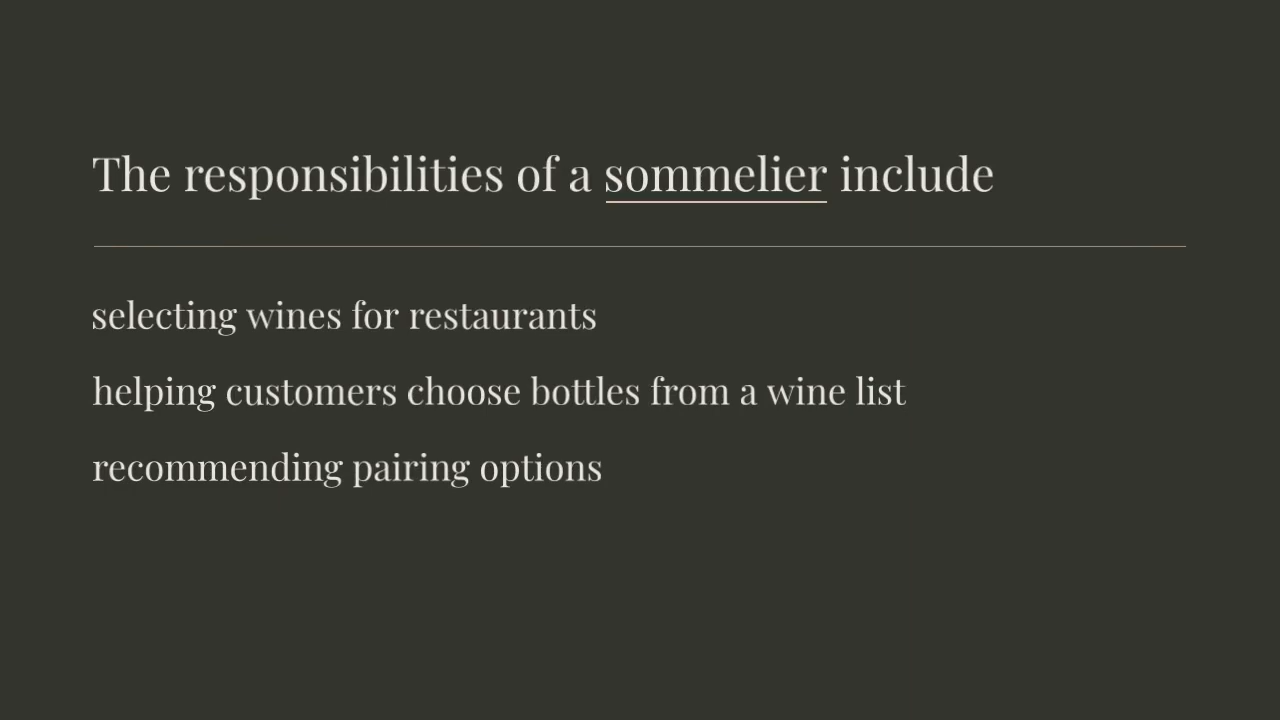 The responsibilities of a sommelier include
selecting wines for restaurants
helping customers choose bottles from a wine list
recommending pairing options